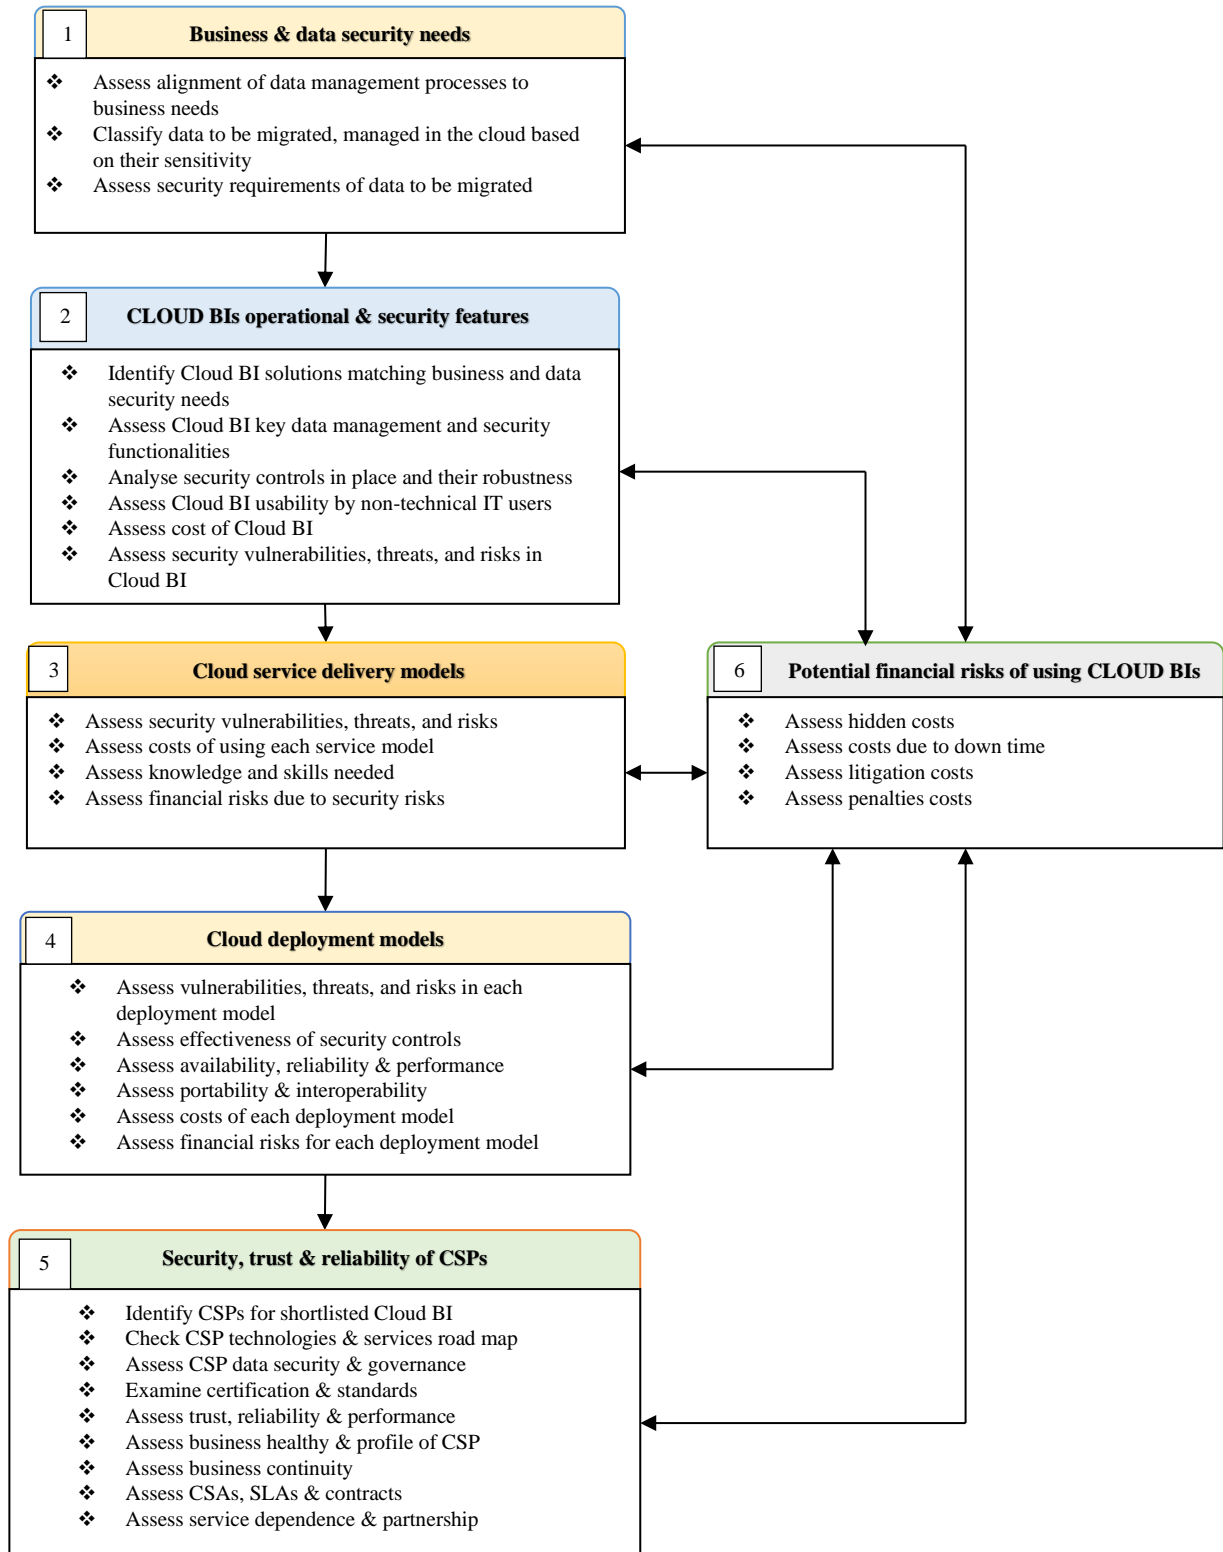 1
Business & data security needs
❖ Assess alignment of data management processes to
business needs
❖ Classify data to be migrated, managed in the cloud based
on their sensitivity
❖ Assess security requirements of data to be migrated
2
CLOUD BIs operational & security features
❖ Identify Cloud BI solutions matching business and data
security needs
❖ Assess Cloud BI key data management and security
functionalities
❖ Analyse security controls in place and their robustness
❖ Assess Cloud BI usability by non-technical IT users
❖ Assess cost of Cloud BI
❖ Assess security vulnerabilities, threats, and risks in
Cloud BI
3
Cloud service delivery models
❖ Assess security vulnerabilities, threats, and risks
❖ Assess costs of using each service model
❖ Assess knowledge and skills needed
❖ Assess financial risks due to security risks
6
Potential financial risks of using CLOUD BIs
❖ Assess hidden costs
❖ Assess costs due to down time
❖ Assess litigation costs
❖ Assess penalties costs
4
Cloud deployment models
❖ Assess vulnerabilities, threats, and risks in each
deployment model
❖ Assess effectiveness of security controls
❖ Assess availability, reliability & performance
❖ Assess portability & interoperability
❖ Assess costs of each deployment model
❖ Assess financial risks for each deployment model
5
Security, trust & reliability of CSPs
❖ Identify CSPs for shortlisted Cloud BI
❖ Check CSP technologies & services road map
❖ Assess CSP data security & governance
❖ Examine certification & standards
❖ Assess trust, reliability & performance
❖ Assess business healthy & profile of CSP
❖ Assess business continuity
❖ Assess CSAs, SLAs & contracts
❖ Assess service dependence & partnership